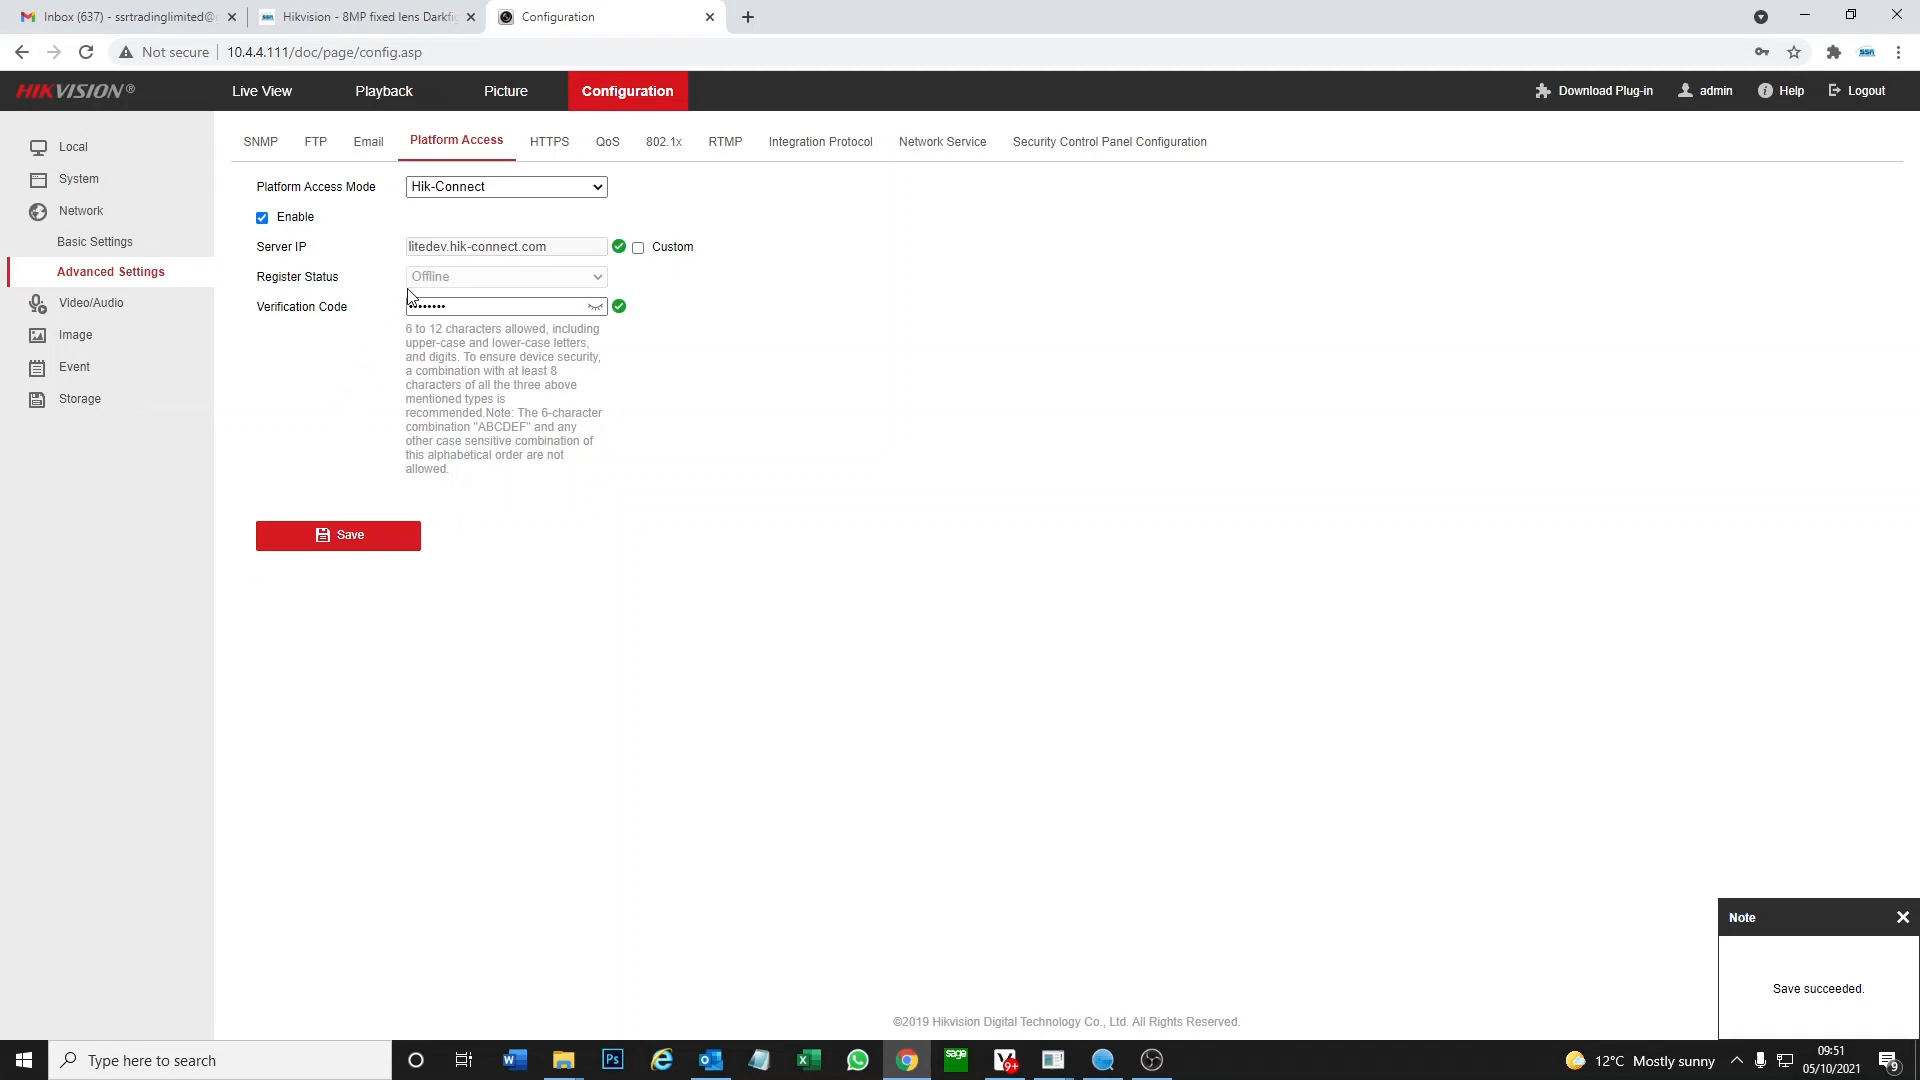 Inbox (637) - ssrtradinglimited@
Hikvision - 8MP fixed lens Darkfi
Configuration
Not secure
10.4.4.111/doc/page/config.asp
SSR
HIKVISION®
Live View
Playback
Picture
Configuration
Download Plug-in
admin
Help
Logout
Local
System
Network
Basic Settings
Advanced Settings
Video/Audio
Image
Event
Storage
SNMP
FTP
Email
Platform Access
HTTPS
QoS
802.1x
RTMP
Integration Protocol
Network Service
Security Control Panel Configuration
Platform Access Mode
Hik-Connect
Enable
Server IP
litedev.hik-connect.com
Custom
Register Status
Offline
Verification Code
••••••••
6 to 12 characters allowed, including
upper-case and lower-case letters,
and digits. To ensure device security,
a combination with at least 8
characters of all the three above
mentioned types is
recommended.Note: The 6-character
combination "ABCDEF" and any
other case sensitive combination of
this alphabetical order are not
allowed.
Save
©2019 Hikvision Digital Technology Co., Ltd. All Rights Reserved.
Note
Save succeeded.
Type here to search
Ps
sage
9+
12°C Mostly sunny
09:51
05/10/2021
9